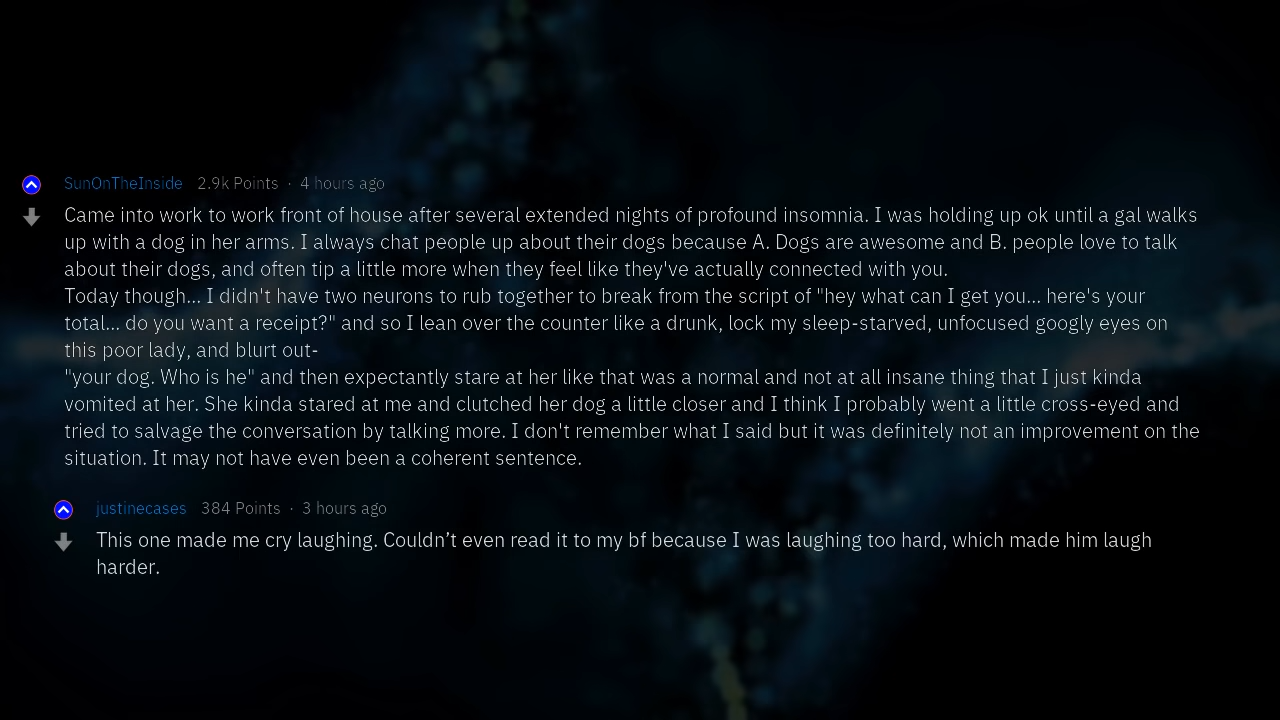 SunOnTheInside 2.9k Points · 4 hours ago
Came into work to work front of house after several extended nights of profound insomnia. I was holding up ok until a gal walks
up with a dog in her arms. I always chat people up about their dogs because A. Dogs are awesome and B. people love to talk
about their dogs, and often tip a little more when they feel like they've actually connected with you.
Today though... I didn't have two neurons to rub together to break from the script of "hey what can I get you... here's your
total... do you want a receipt?" and so I lean over the counter like a drunk, lock my sleep-starved, unfocused googly eyes on
this poor lady, and blurt out-
"your dog. Who is he" and then expectantly stare at her like that was a normal and not at all insane thing that I just kinda
vomited at her. She kinda stared at me and clutched her dog a little closer and I think I probably went a little cross-eyed and
tried to salvage the conversation by talking more. I don't remember what I said but it was definitely not an improvement on the
situation. It may not have even been a coherent sentence.
justinecases 384 Points · 3 hours ago
This one made me cry laughing. Couldn’t even read it to my bf because I was laughing too hard, which made him laugh
harder.